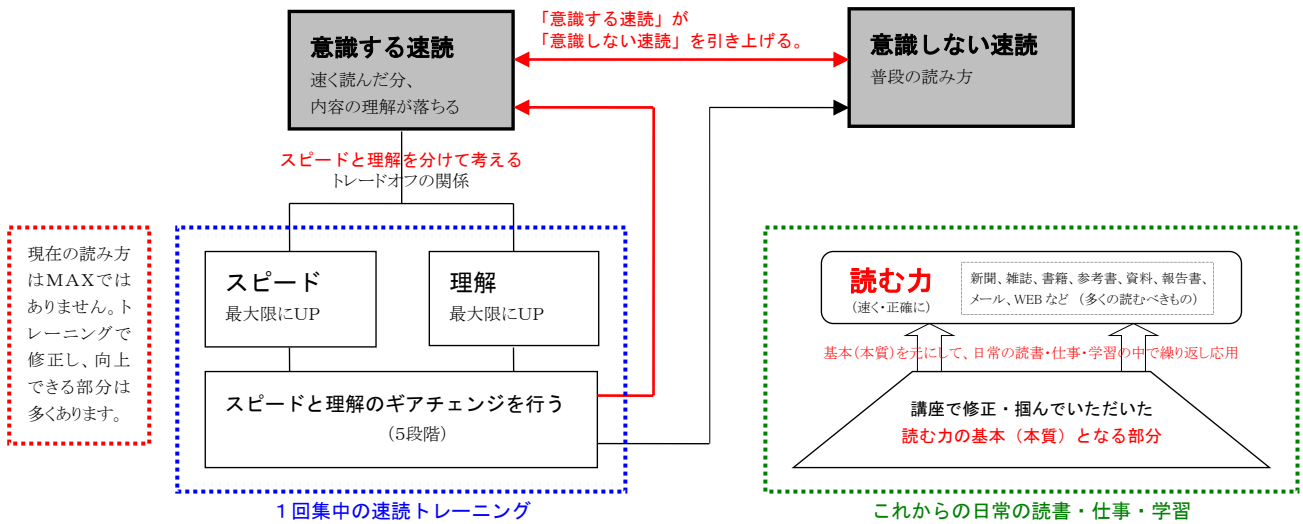 「意識する速読」が
「意識しない速読」を引き上げる。
意識する速読
速く読んだ分、
内容の理解が落ちる
意識しない速読
普段の読み方
スピードと理解を分けて考える
トレードオフの関係
現在の読み方
はMAXでは
ありません。ト
レーニングで
修正し、向上
できる部分は
多くあります。
スピード
最大限にUP
理解
最大限にUP
スピードと理解のギアチェンジを行う
(5段階)
1回集中の速読トレーニング
読む力
(速く・正確に)
新聞、雑誌、書籍、参考書、資料、報告書、
メール、WEBなど (多くの読むべきもの)
基本(本質)を元にして、日常の読書・仕事・学習の中で繰り返し応用
講座で修正・掴んでいただいた
読む力の基本(本質)となる部分
これからの日常の読書・仕事・学習